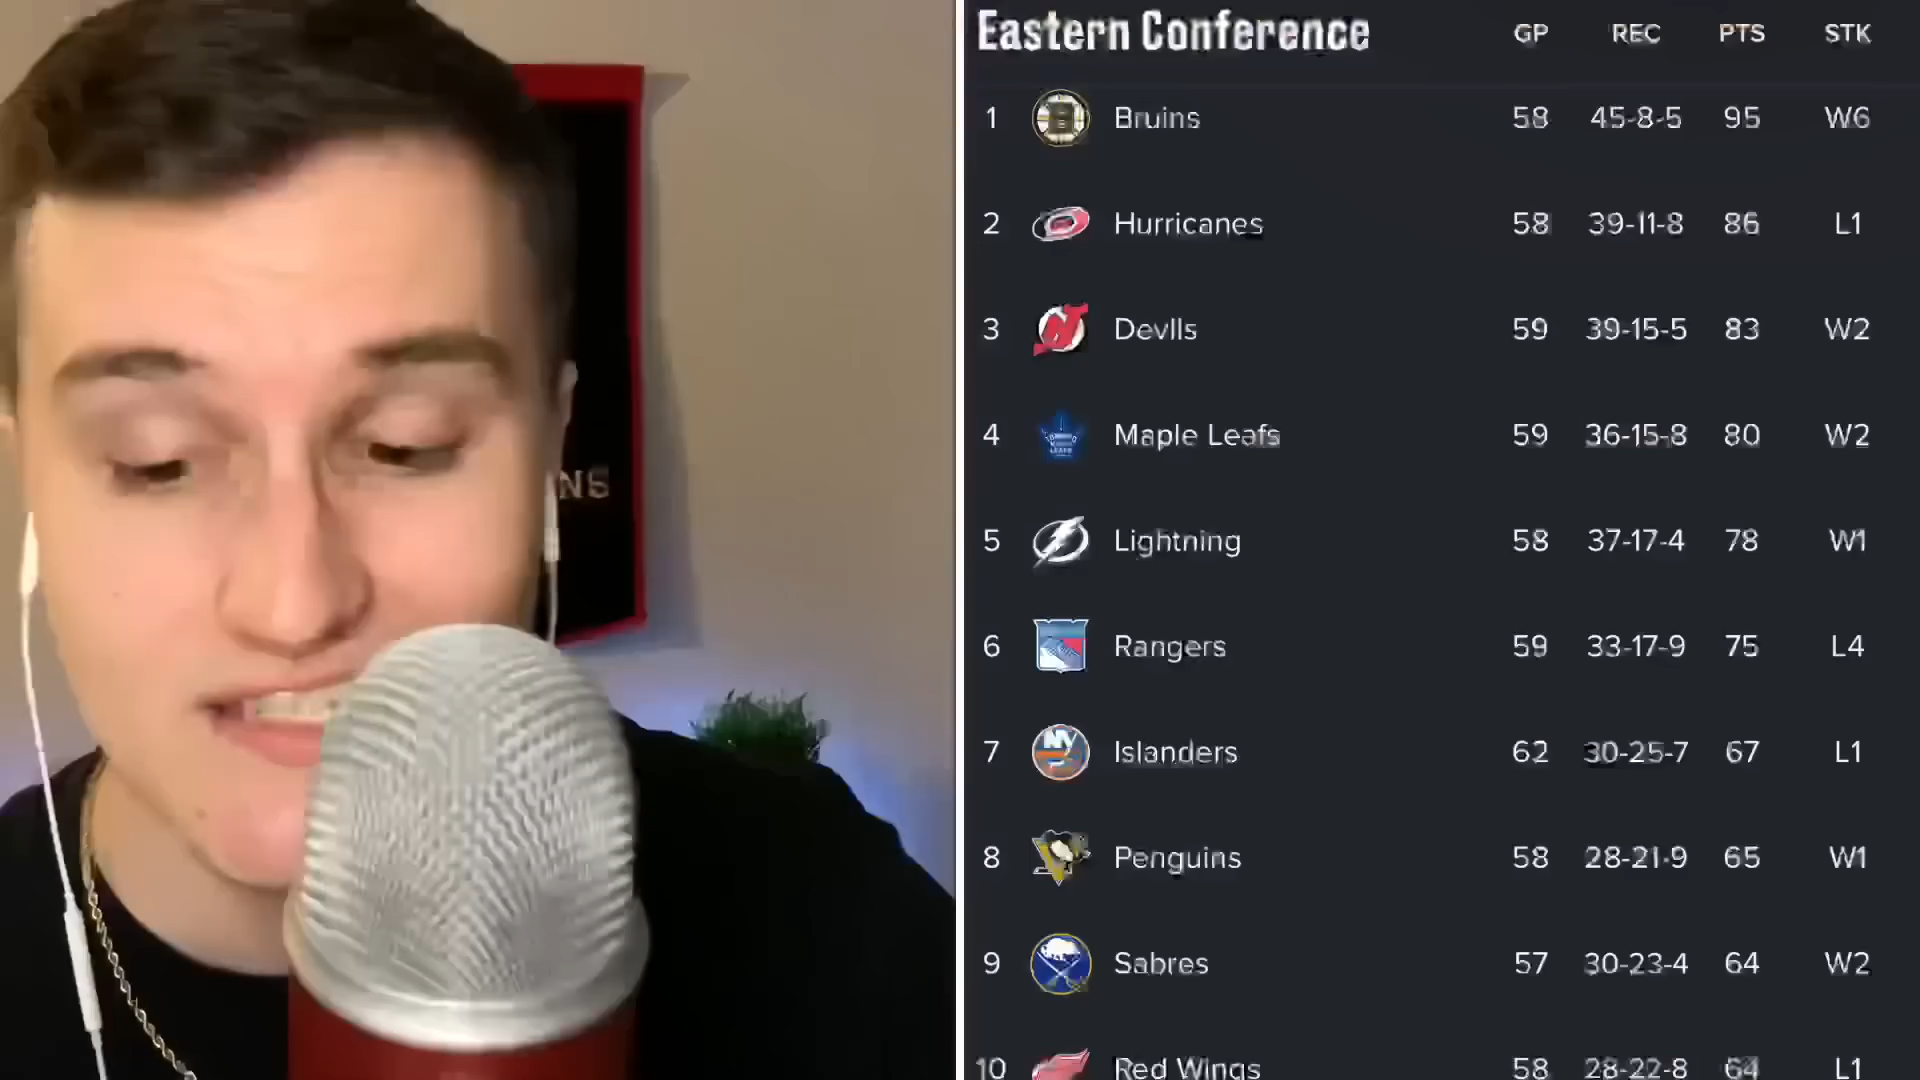 Eastern Conference GP REC PTS STK
1 Bruins 58 45-8-5 95 W6
2 Hurricanes 58 39-11-8 86 L1
3 Devils 59 39-15-5 83 W2
4 Maple Leafs 59 36-15-8 80 W2
5 Lightning 58 37-17-4 78 W1
6 Rangers 59 33-17-9 75 L4
7 Islanders 62 30-25-7 67 L1
8 Penguins 58 28-21-9 65 W1
9 Sabres 57 30-23-4 64 W2
10 Red Wings 58 28-22-8 64 L1
NS